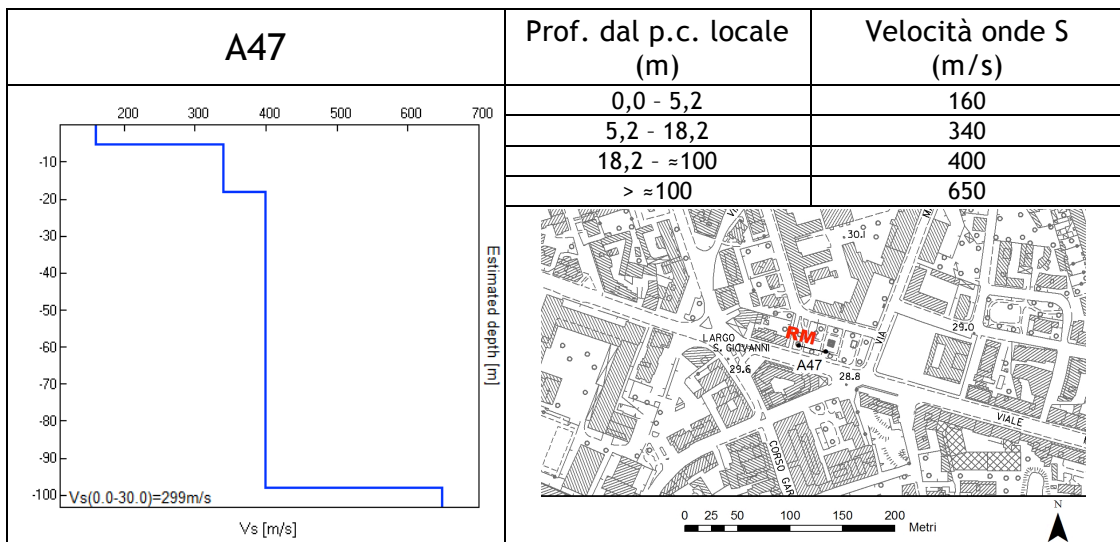 A47
Prof. dal p.c. locale
(m)
Velocità onde S
(m/s)
0,0 - 5,2
160
5,2 – 18,2
340
18,2 - ≈100
400
> ≈100
650
200 300 400 500 600 700
-10
-20
-30
-40
-50
-60
-70
-80
-90
-100
Estimated depth [m]
Vs(0.0-30.0)=299m/s
Vs [m/s]
30.1
RM
LARGO
S. GIOVANNI
A47
29.6
28.8
29.0
VIA
VIALE
CORSO GAR
0 25 50 100 150 200
Metri
N